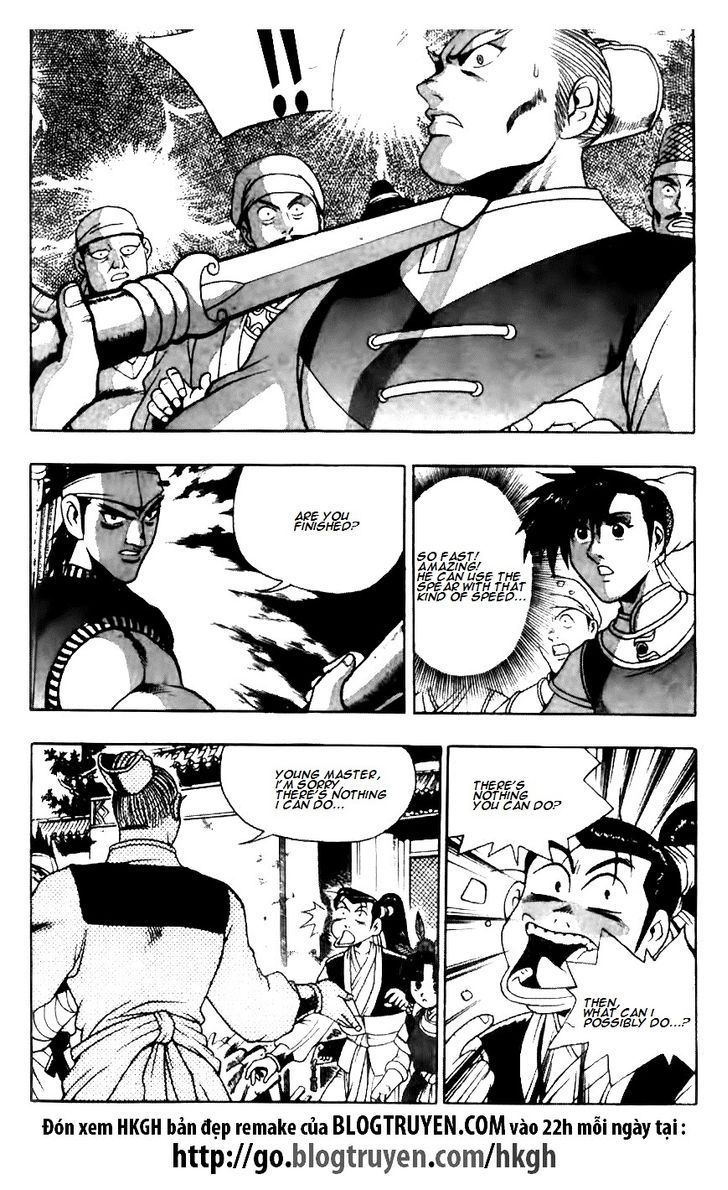 !!
ARE YOU
FINISHED?
SO FAST!
AMAZING!
HE CAN USE THE
SPEAR WITH THAT
KIND OF SPEED...
YOUNG MASTER,
I'M SORRY
THERE'S NOTHING
I CAN DO...
THERE'S
NOTHING
YOU CAN DO?
THEN,
WHAT CAN I
POSSIBLY DO...?
Đón xem HKGH bản đẹp remake của BLOGTRUYEN.COM vào 22h mỗi ngày tại :
http://go.blogtruyen.com/hkgh